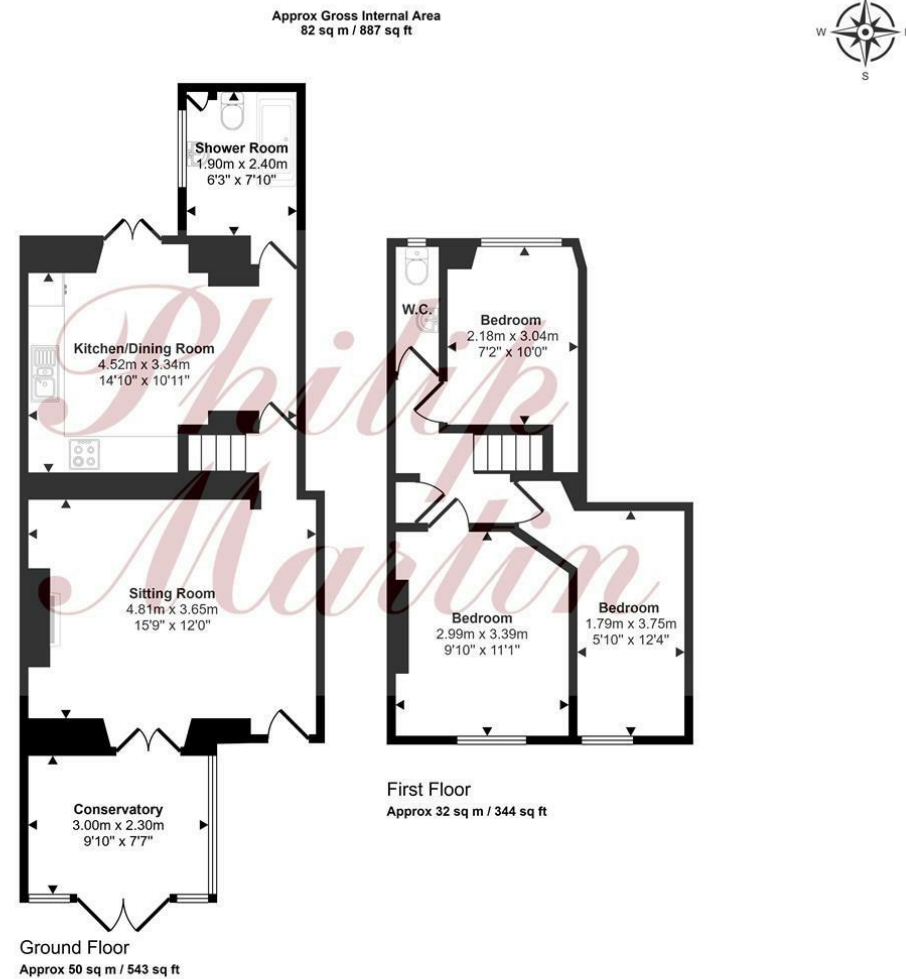 Approx Gross Internal Area
82 sq m / 887 sq ft
W
S
Shower Room
1.90m x 2.40m
6'3" x 7'10"
Kitchen/Dining Room
4.52m x 3.34m
14'10" x 10'11"
Sitting Room
4.81m x 3.65m
15'9" x 12'0"
Conservatory
3.00m x 2.30m
9'10" x 7'7"
Ground Floor
Approx 50 sq m / 543 sq ft
W.C.
Bedroom
2.18m x 3.04m
7'2" x 10'0"
Bedroom
2.99m x 3.39m
9'10" x 11'1"
Bedroom
1.79m x 3.75m
5'10" x 12'4"
First Floor
Approx 32 sq m / 344 sq ft
Philip
Martin